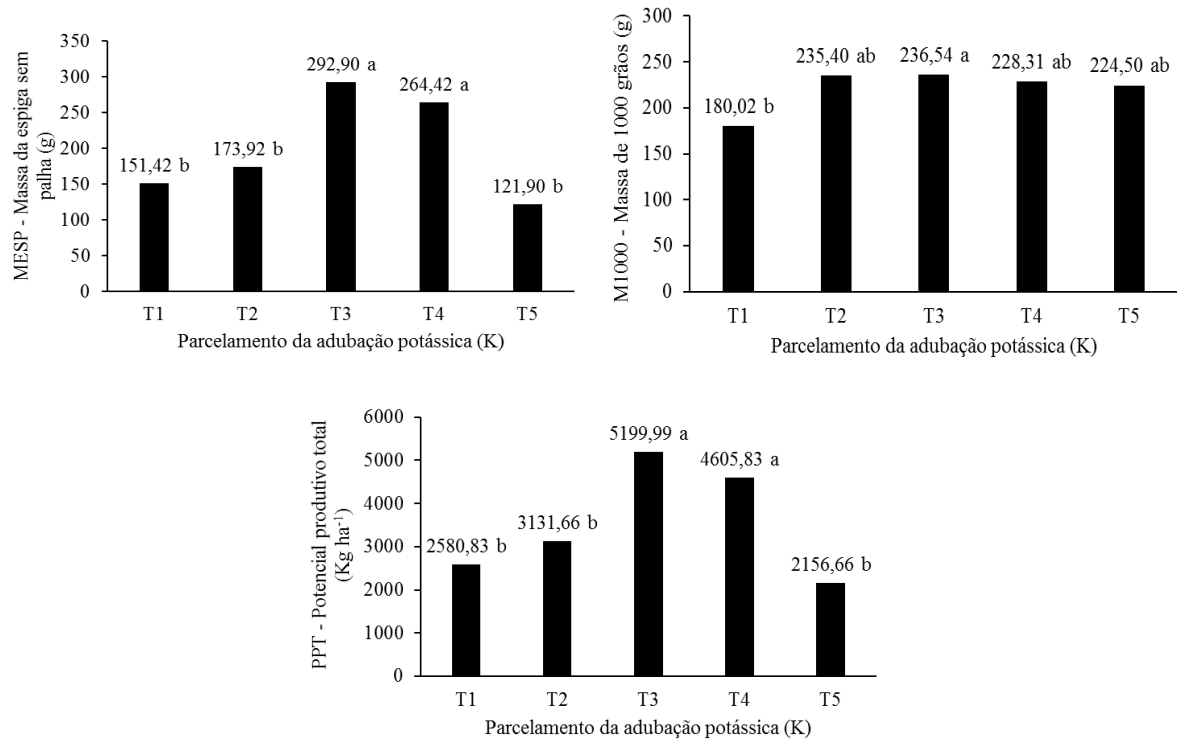 MESP - Massa da espiga sem
palha (g)
350
300
250
200
150
100
50
0
151,42 b
173,92 b
292,90 a
264,42 a
121,90 b
T1 T2 T3 T4 T5
Parcelamento da adubação potássica (K)
M1000 - Massa de 1000 grãos (g)
300
250
200
150
100
50
0
180,02 b
235,40 ab
236,54 a
228,31 ab
224,50 ab
T1 T2 T3 T4 T5
Parcelamento da adubação potássica (K)
PPT - Potencial produtivo total
(Kg ha⁻¹)
6000
5000
4000
3000
2000
1000
0
2580,83 b
3131,66 b
5199,99 a
4605,83 a
2156,66 b
T1 T2 T3 T4 T5
Parcelamento da adubação potássica (K)